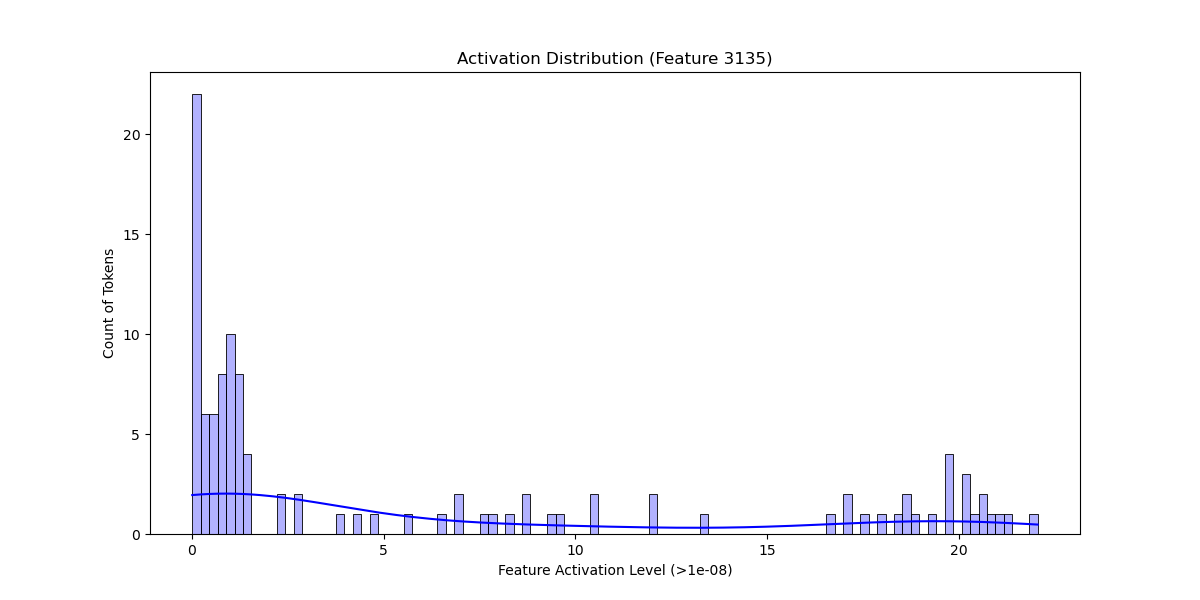 Activation Distribution (Feature 3135)
20
15
10
5
0
Count of Tokens
0 5 10 15 20
Feature Activation Level (>1e-08)